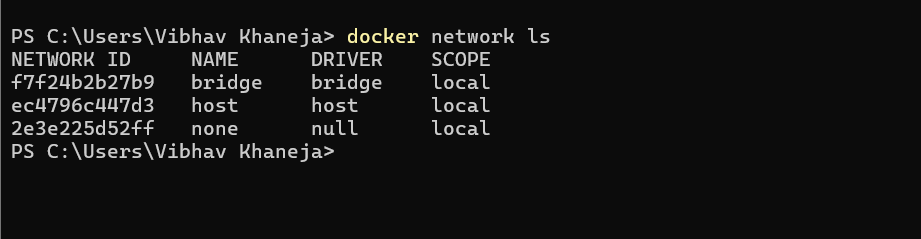 PS C:\Users\Vibhav Khaneja> docker network ls
NETWORK ID     NAME      DRIVER    SCOPE
f7f24b2b27b9   bridge    bridge    local
ec4796c447d3   host      host      local
2e3e225d52ff   none      null      local
PS C:\Users\Vibhav Khaneja>